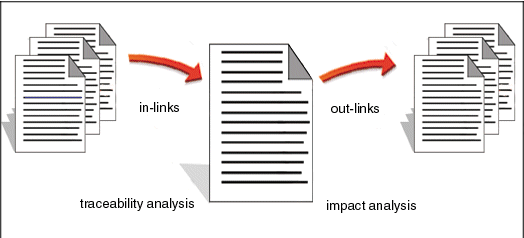 in-links
out-links
traceability analysis
impact analysis